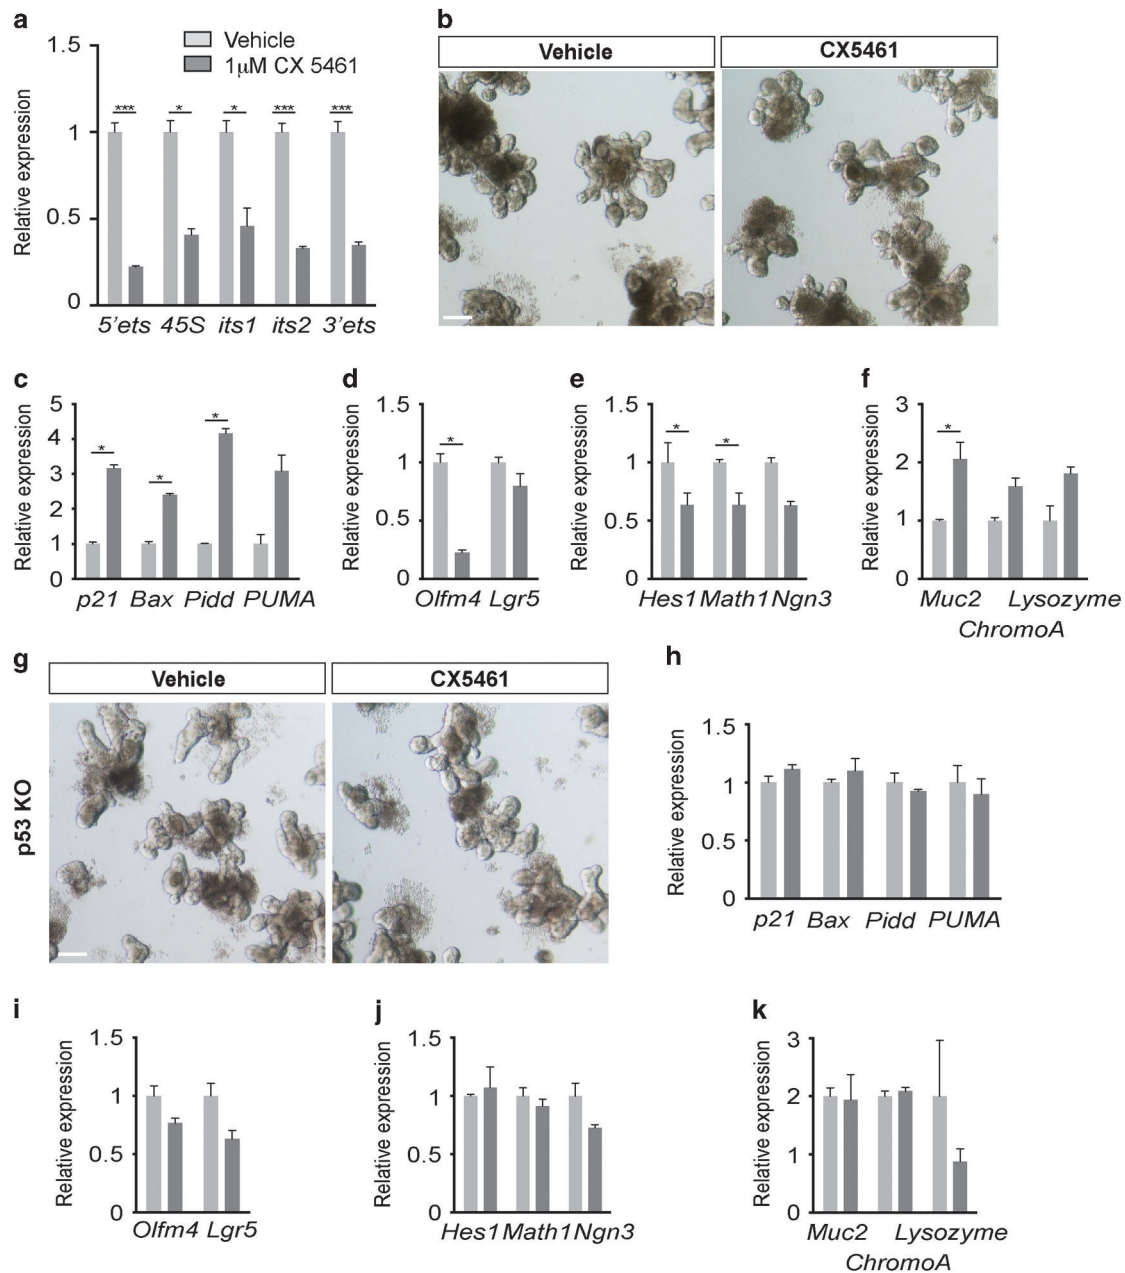 a
Relative expression
1.5
1
0.5
0
Vehicle
1μM CX 5461
*** * * *** ***
5'ets 45S its1 its2 3'ets
b
Vehicle CX5461
c
Relative expression
5
4
3
2
1
0
* * *
p21 Bax Pidd PUMA
d
Relative expression
1.5
1
0.5
0
*
Olfm4 Lgr5
e
Relative expression
1.5
1
0.5
0
* *
Hes1 Math1 Ngn3
f
Relative expression
3
2
1
0
*
Muc2 Lysozyme
ChromoA
g
Vehicle CX5461
p53 KO
h
Relative expression
1.5
1
0.5
0
p21 Bax Pidd PUMA
i
Relative expression
1.5
1
0.5
0
Olfm4 Lgr5
j
Relative expression
1.5
1
0.5
0
Hes1 Math1 Ngn3
k
Relative expression
3
2
1
0
Muc2 Lysozyme
ChromoA